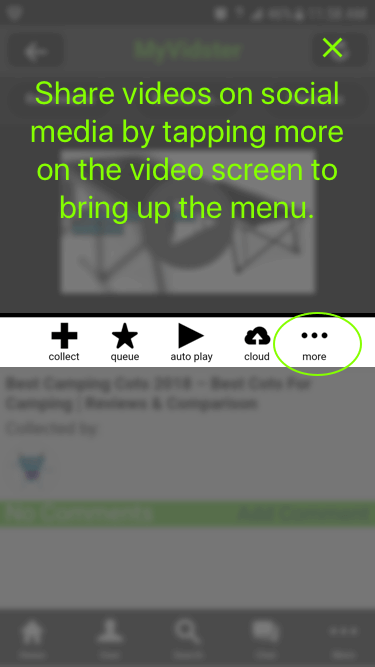 MyVidster
Share videos on social
media by tapping more
on the video screen to
bring up the menu.
collect queue auto play cloud more
Best Camping Cots 2018 – Best Cots For
Camping | Reviews & Comparison
Collected by:
No Comments Add Comment